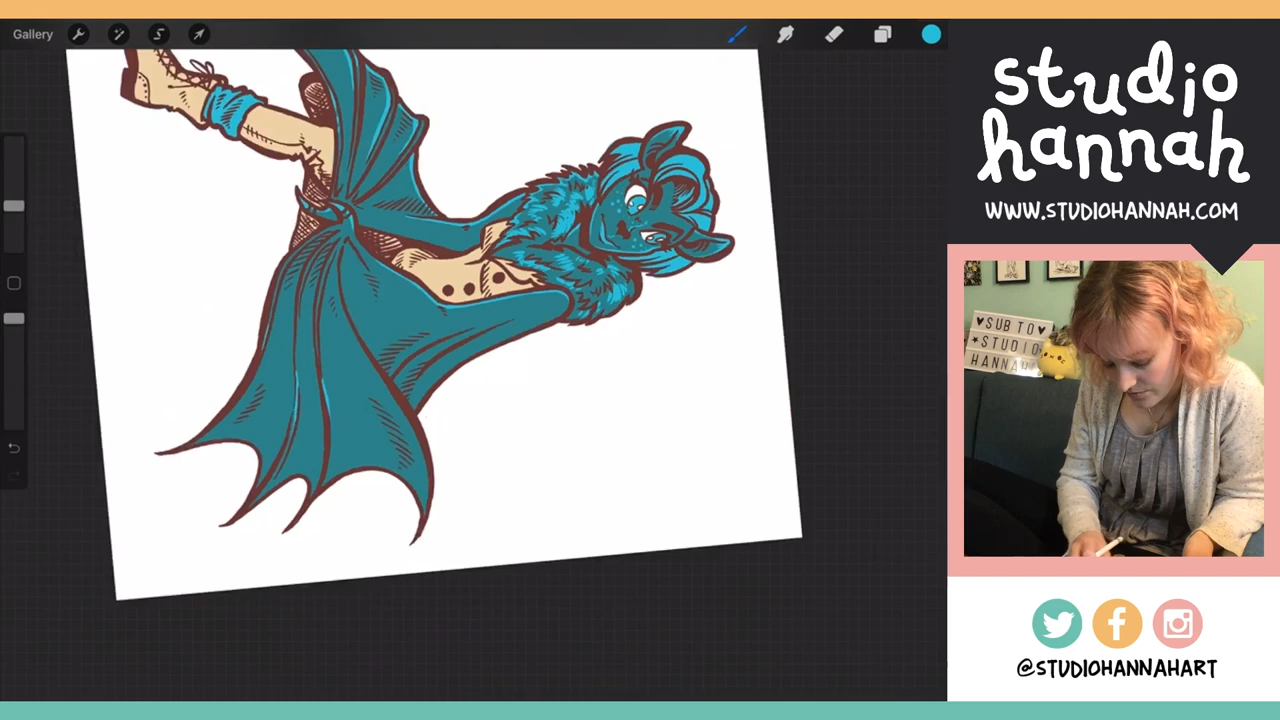 Gallery
studio
hannah
WWW.STUDIOHANNAH.COM
♥SUB TO♥
★STUDIO
HANNAH
@STUDIOHANNAHART